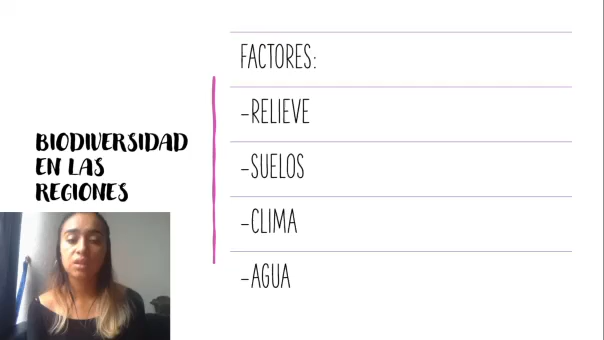 BIODIVERSIDAD
EN LAS
REGIONES
FACTORES:
-RELIEVE
-SUELOS
-CLIMA
-AGUA